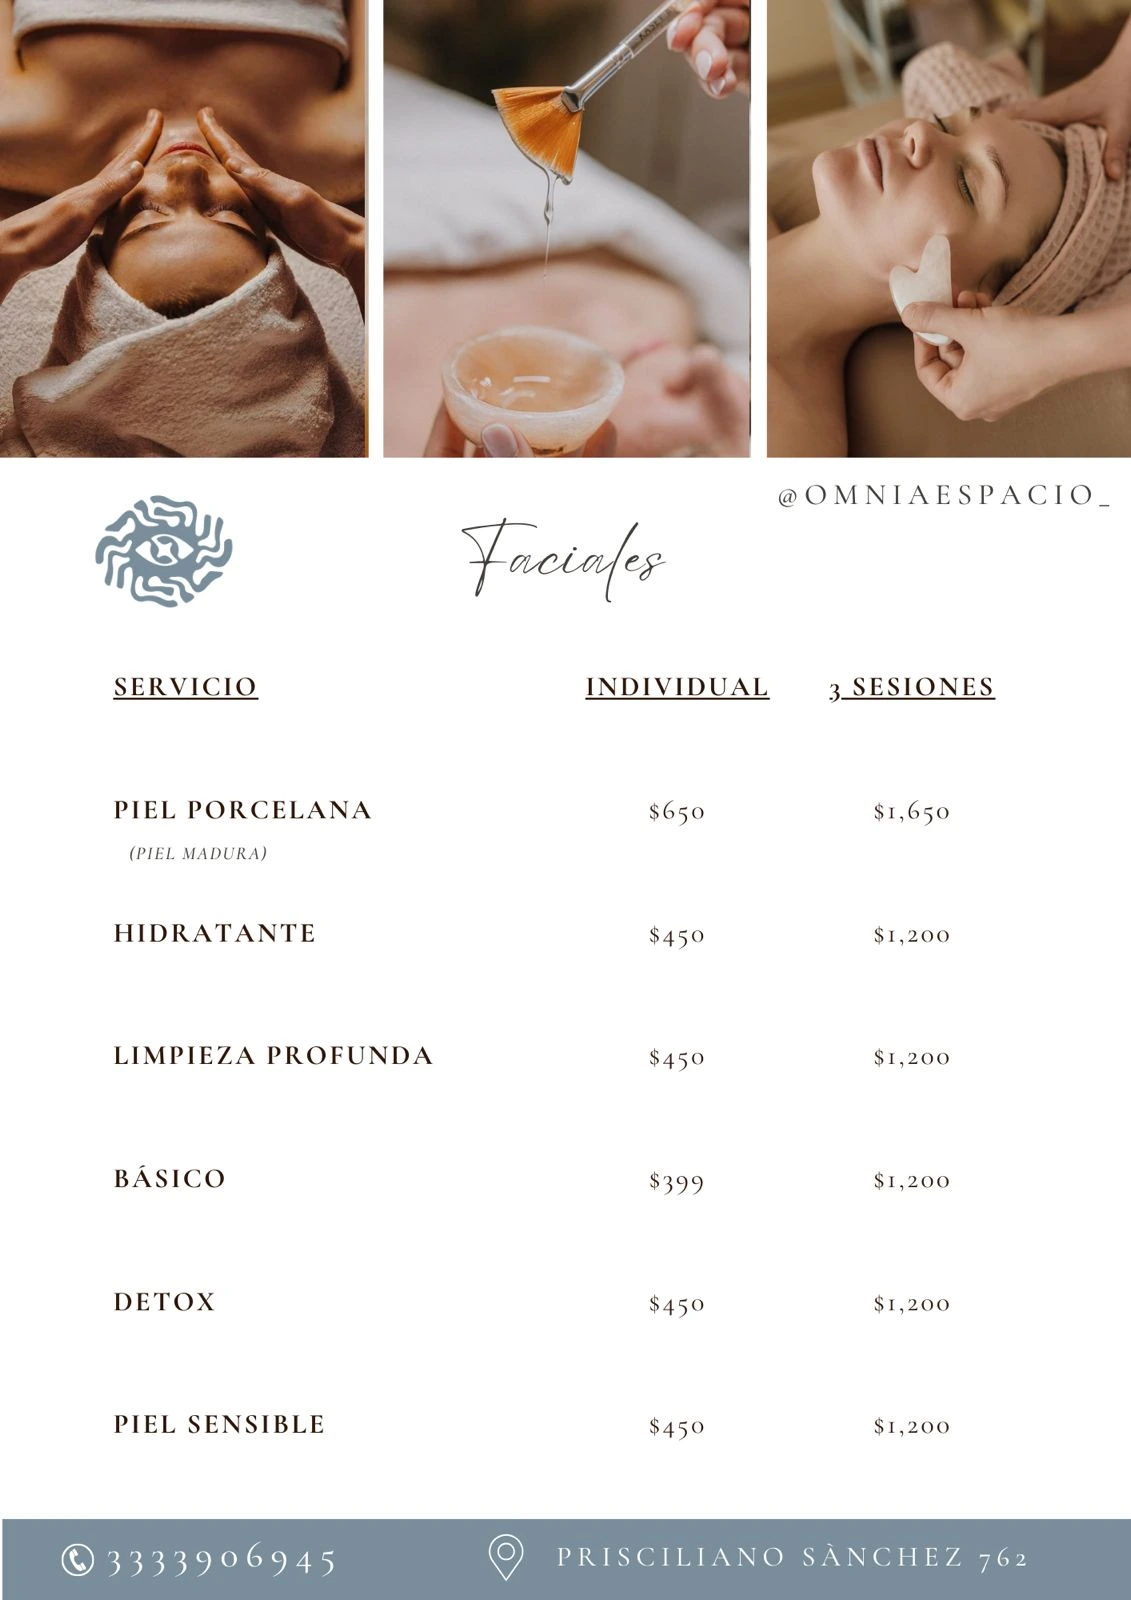 @OMNIAESPACIO_
Faciales
SERVICIO INDIVIDUAL 3 SESIONES
PIEL PORCELANA $650 $1,650
(PIEL MADURA)
HIDRATANTE $450 $1,200
LIMPIEZA PROFUNDA $450 $1,200
BÁSICO $399 $1,200
DETOX $450 $1,200
PIEL SENSIBLE $450 $1,200
3333906945 PRISCILIANO SÀNCHEZ 762